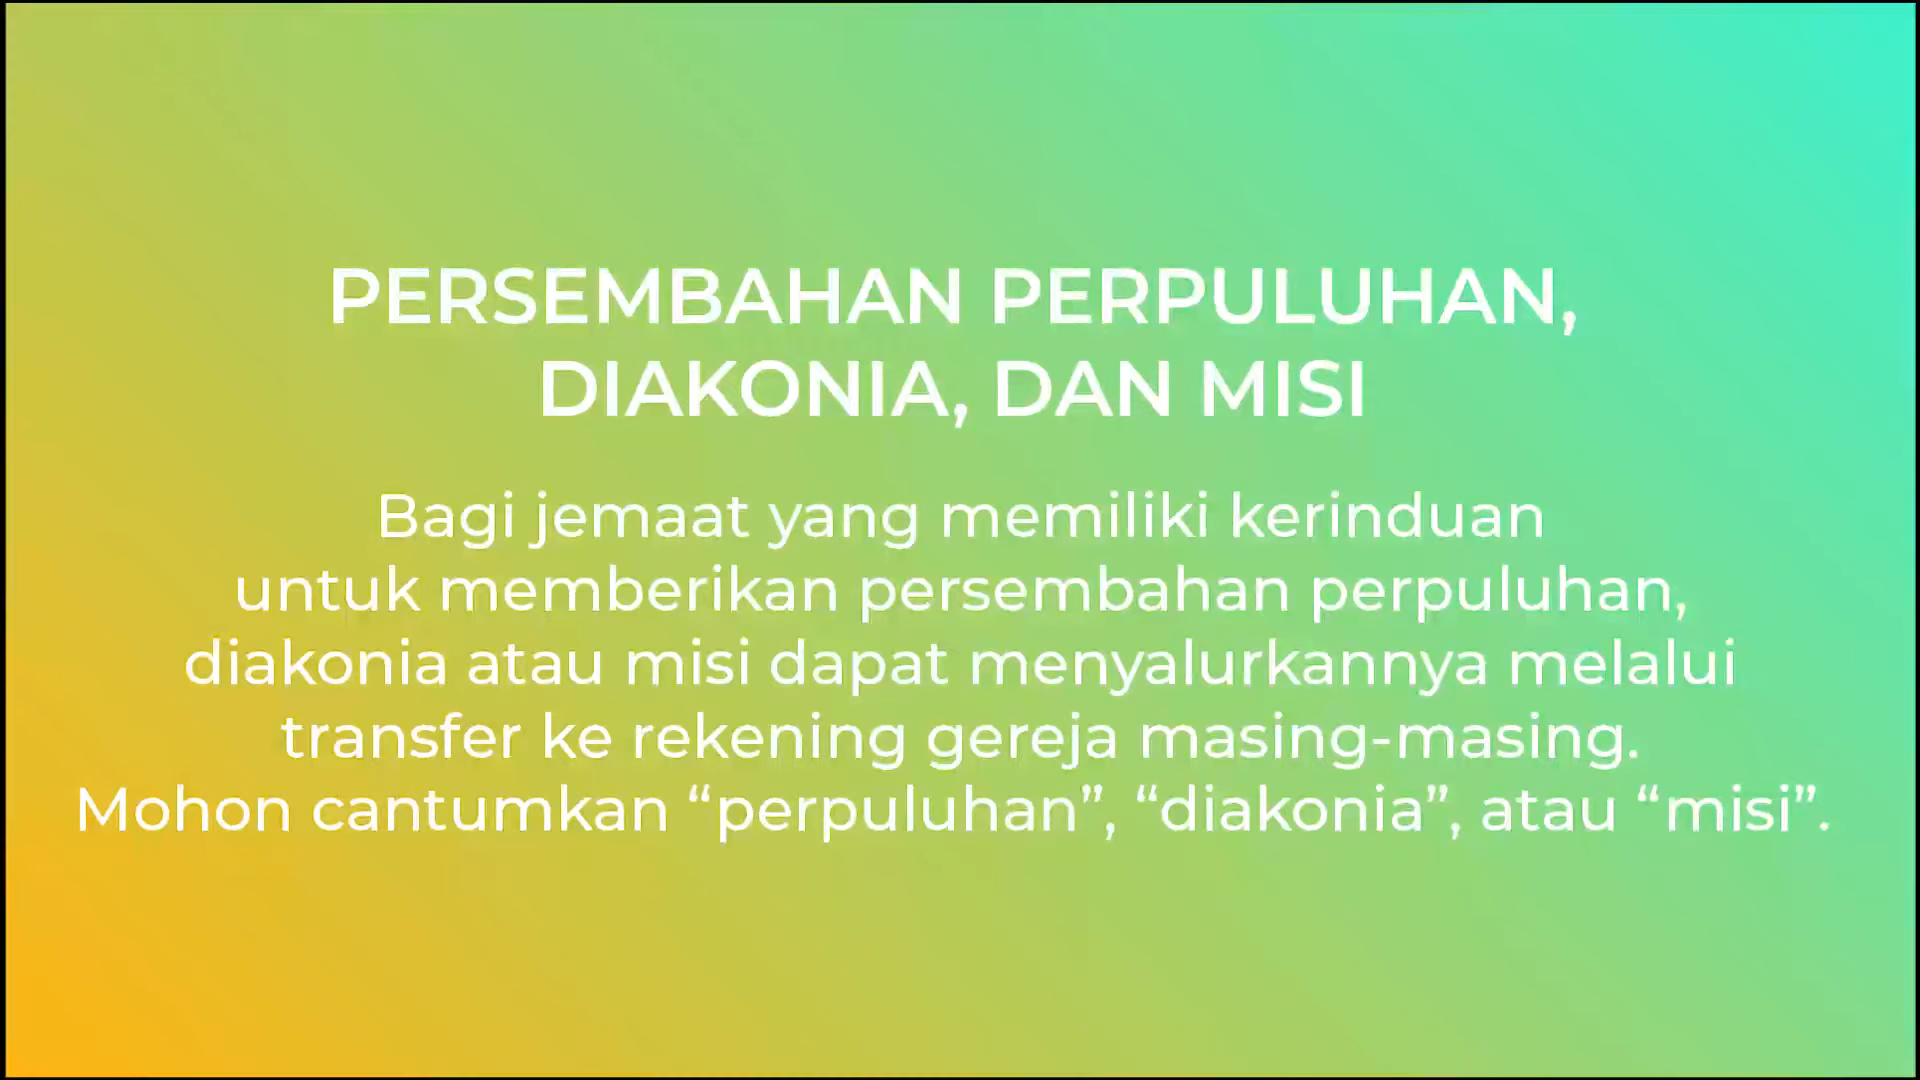 PERSEMBAHAN PERPULUHAN,
DIAKONIA, DAN MISI
Bagi jemaat yang memiliki kerinduan
untuk memberikan persembahan perpuluhan,
diakonia atau misi dapat menyalurkannya melalui
transfer ke rekening gereja masing-masing.
Mohon cantumkan “perpuluhan”, “diakonia”, atau “misi”.